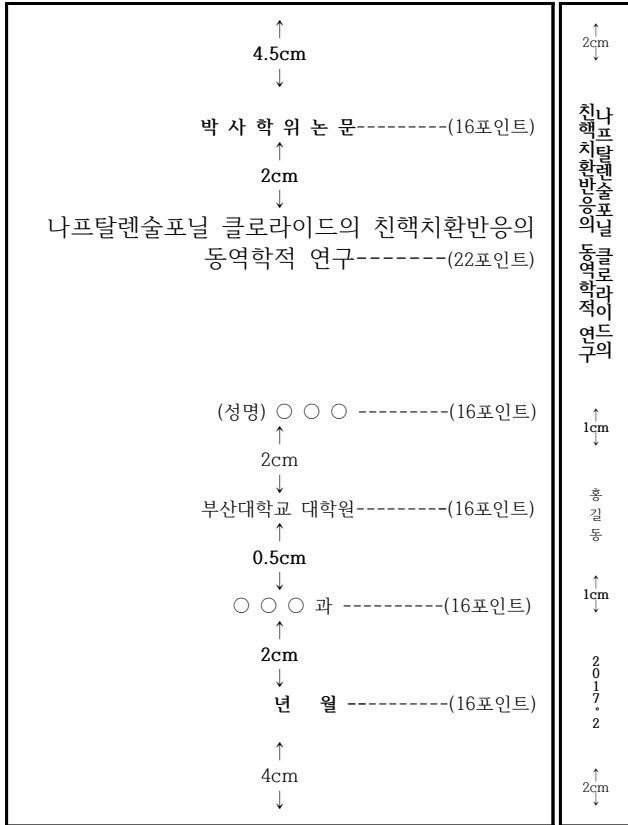 ↑
4.5cm
↓
박 사 학 위 논 문---------(16포인트)
↑
2cm
↓
나프탈렌술포닐 클로라이드의 친핵치환반응의
동역학적 연구-------(22포인트)
(성명) ○ ○ ○ ---------(16포인트)
↑
2cm
↓
부산대학교 대학원---------(16포인트)
↑
0.5cm
↓
○ ○ ○ 과 ----------(16포인트)
↑
2cm
↓
년 월 ----------(16포인트)
↑
4cm
↓
↑
2cm
↓
나프탈렌술포닐 클로라이드의
친핵치환반응의 동역학적 연구
↑
1cm
↓
홍길동
↑
1cm
↓
2017。2
↑
2cm
↓